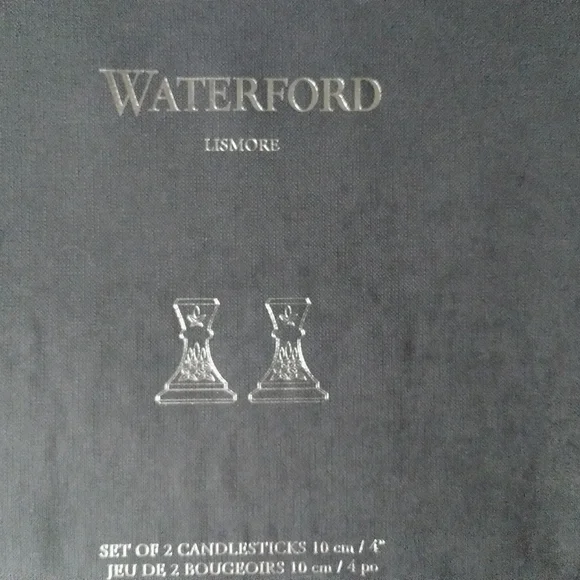 WATERFORD
LISMORE
SET OF 2 CANDLESTICKS 10 cm / 4"
JEU DE 2 BOUGEOIRS 10 cm / 4 po